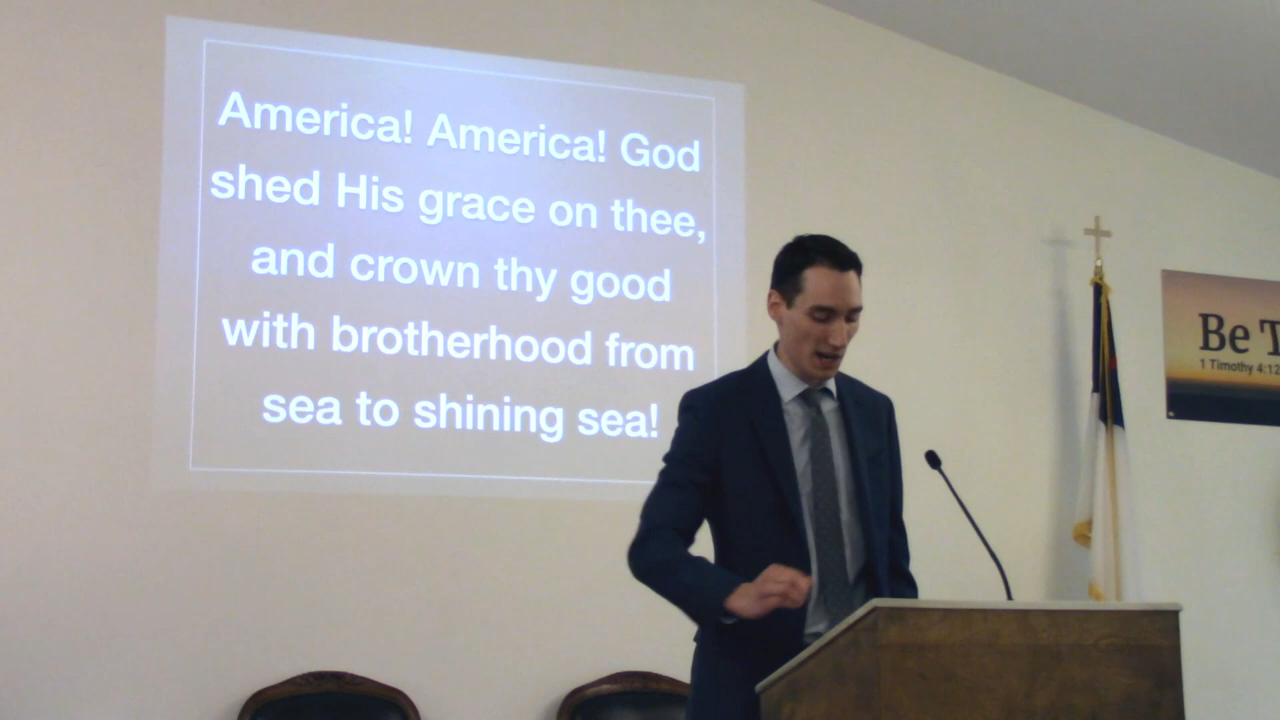 America! America! God
shed His grace on thee,
and crown thy good
with brotherhood from
sea to shining sea!
Be
1 Timothy 4:12